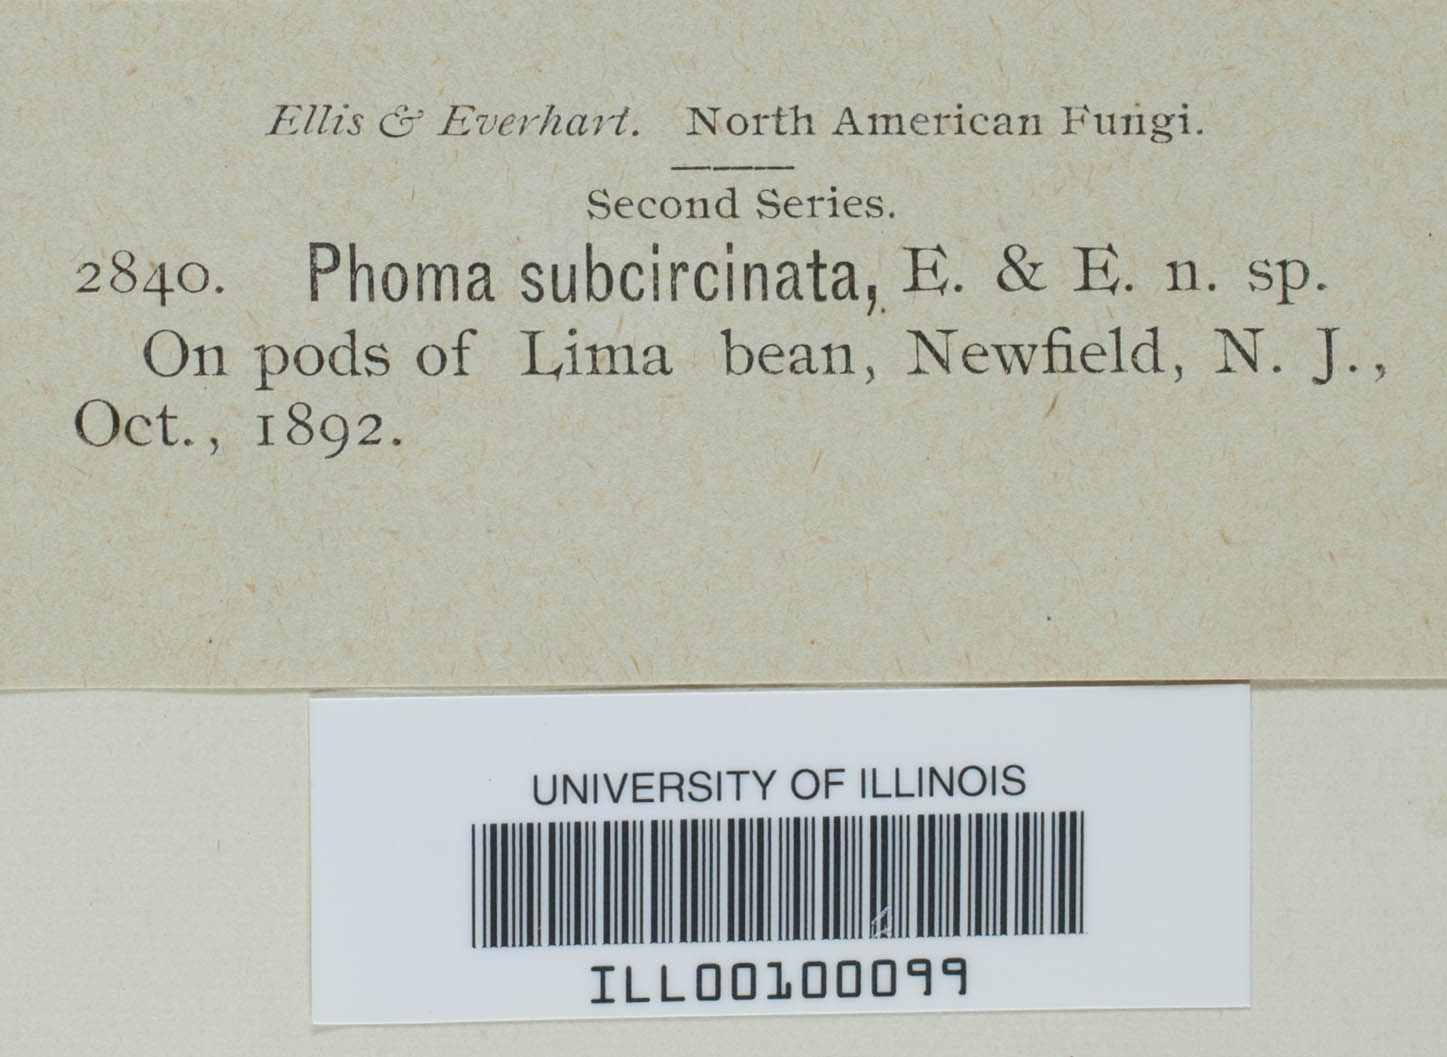 Ellis & Everhart. North American Fungi.
Second Series.
2840. Phoma subcircinata, E. & E. n. sp.
On pods of Lima bean, Newfield, N. J.,
Oct., 1892.
UNIVERSITY OF ILLINOIS
ILL00100099